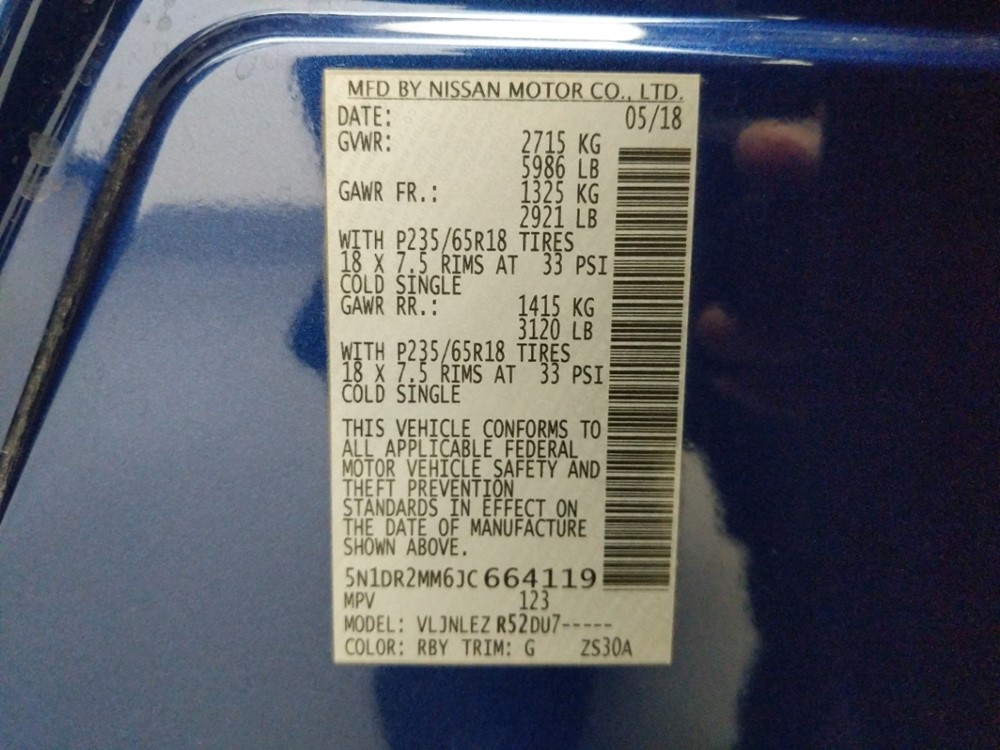 MFD BY NISSAN MOTOR CO., LTD.
DATE: 05/18
GVWR: 2715 KG
5986 LB
GAWR FR.: 1325 KG
2921 LB
WITH P235/65R18 TIRES
18 X 7.5 RIMS AT 33 PSI
COLD SINGLE
GAWR RR.: 1415 KG
3120 LB
WITH P235/65R18 TIRES
18 X 7.5 RIMS AT 33 PSI
COLD SINGLE
THIS VEHICLE CONFORMS TO
ALL APPLICABLE FEDERAL
MOTOR VEHICLE SAFETY AND
THEFT PREVENTION
STANDARDS IN EFFECT ON
THE DATE OF MANUFACTURE
SHOWN ABOVE.
5N1DR2MM6JC664119
MPV 123
MODEL: VLJNLEZ R52DU7-----
COLOR: RBY TRIM: G ZS30A